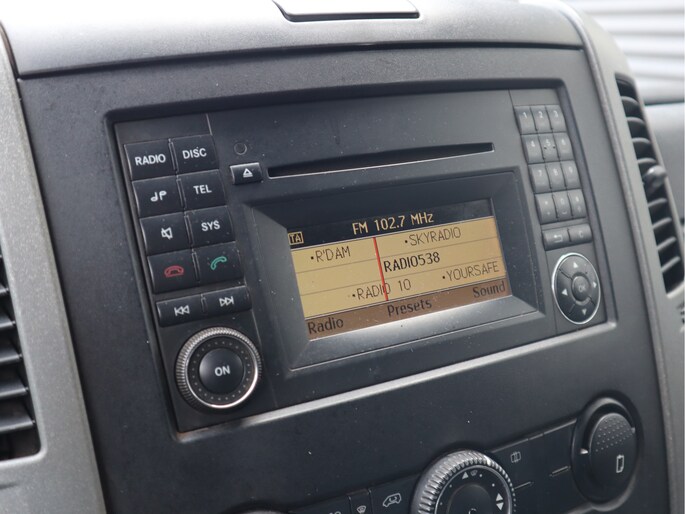 RADIO DISC
TEL
SYS
ON
FM 102.7 MHz
TA
•R'DAM •SKYRADIO
RADIO538
•RADIO 10 •YOURSAFE
Radio Presets Sound